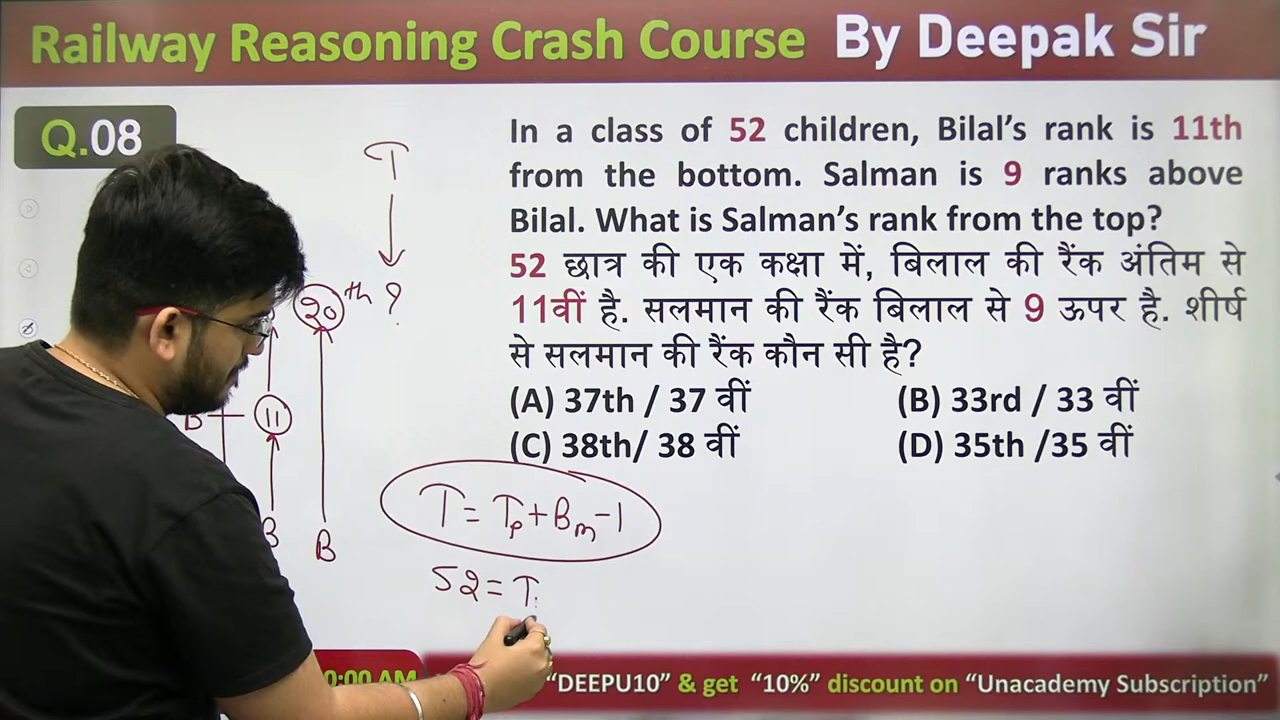 Railway Reasoning Crash Course By Deepak Sir
Q.08
In a class of 52 children, Bilal's rank is 11th
from the bottom. Salman is 9 ranks above
Bilal. What is Salman's rank from the top?
52 छात्र की एक कक्षा में, बिलाल की रैंक अंतिम से
11वीं है. सलमान की रैंक बिलाल से 9 ऊपर है. शीर्ष
से सलमान की रैंक कौन सी है?
(A) 37th / 37 वीं (B) 33rd / 33 वीं
(C) 38th/ 38 वीं (D) 35th /35 वीं
T
20 th ?
B 11
B B
T = Tp + Bm - 1
52 = T
0:00 AM
"DEEPU10" & get "10%" discount on "Unacademy Subscription"